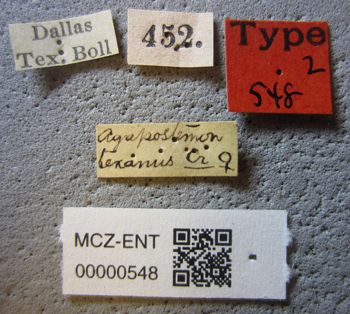 Dallas
Tex. Boll
452.
Type
2
548
Agapostemon
texanus Cr ♀
MCZ-ENT
00000548